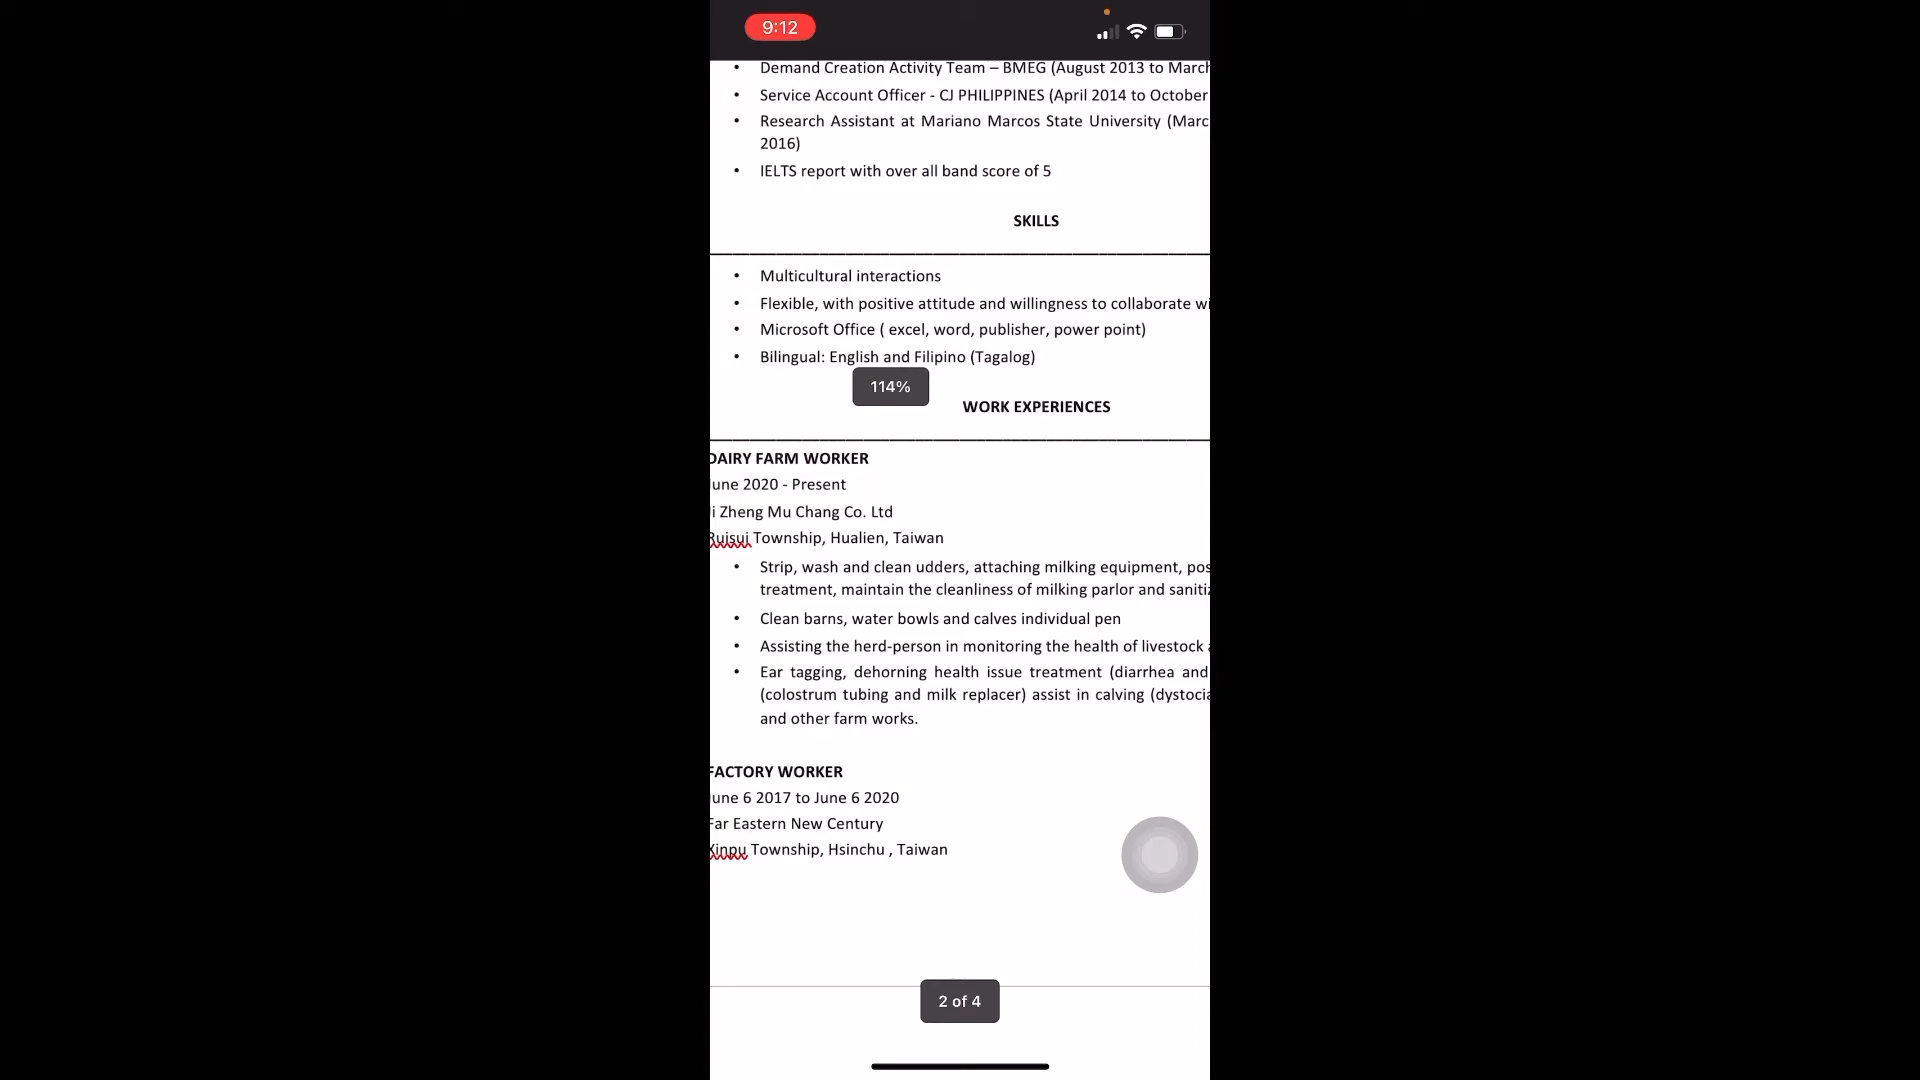 9:12
Demand Creation Activity Team – BMEG (August 2013 to March
• Service Account Officer - CJ PHILIPPINES (April 2014 to October
• Research Assistant at Mariano Marcos State University (Marc
2016)
• IELTS report with over all band score of 5
SKILLS
• Multicultural interactions
• Flexible, with positive attitude and willingness to collaborate wi
• Microsoft Office ( excel, word, publisher, power point)
• Bilingual: English and Filipino (Tagalog)
114%
WORK EXPERIENCES
DAIRY FARM WORKER
une 2020 - Present
i Zheng Mu Chang Co. Ltd
Ruisui Township, Hualien, Taiwan
• Strip, wash and clean udders, attaching milking equipment, pos
treatment, maintain the cleanliness of milking parlor and sanitiz
• Clean barns, water bowls and calves individual pen
• Assisting the herd-person in monitoring the health of livestock a
• Ear tagging, dehorning health issue treatment (diarrhea and
(colostrum tubing and milk replacer) assist in calving (dystocia
and other farm works.
FACTORY WORKER
une 6 2017 to June 6 2020
Far Eastern New Century
Xinpu Township, Hsinchu , Taiwan
2 of 4